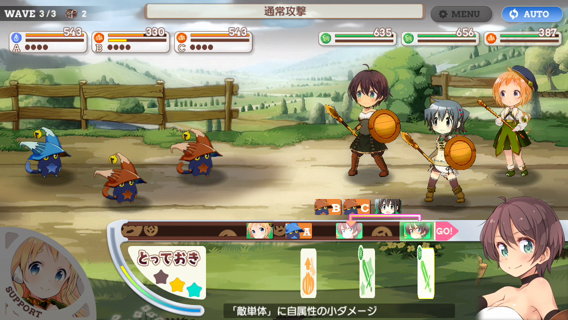 WAVE 3/3 2
通常攻撃
MENU
AUTO
543
330
543
635
656
387
A
B
C
B
C
A
GO!
とっておき
SUPPORT
「敵単体」に自属性の小ダメージ